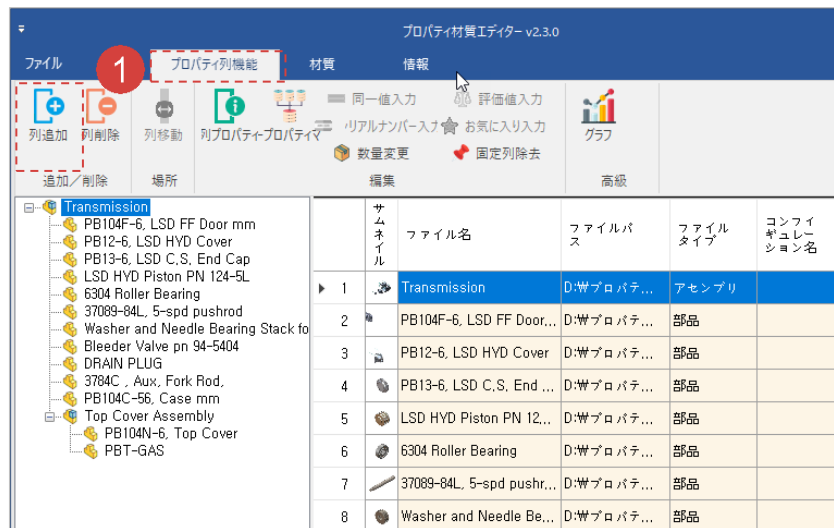 プロパティ材質エディター v2.3.0
ファイル
1
プロパティ列機能
材質
情報
列追加
列削除
列移動
列プロパティー
プロパティマ
同一値入力
評価値入力
お気に入り入力
数量変更
固定列除去
グラフ
追加/削除
場所
編集
高級
Transmission
PB104F-6, LSD FF Door mm
PB12-6, LSD HYD Cover
PB13-6, LSD C,S, End Cap
LSD HYD Piston PN 124-5L
6304 Roller Bearing
37089-84L, 5-spd pushrod
Washer and Needle Bearing Stack fo
Bleeder Valve pn 94-5404
DRAIN PLUG
3784C , Aux, Fork Rod,
PB104C-56, Case mm
Top Cover Assembly
PB104N-6, Top Cover
PBT-GAS
サムネイル
ファイル名
ファイルパ
ス
ファイル
タイプ
コンフィ
ギュレー
ション名
1 Transmission D:₩プロパテ... アセンブリ
2 PB104F-6, LSD FF Door... D:₩プロパテ... 部品
3 PB12-6, LSD HYD Cover D:₩プロパテ... 部品
4 PB13-6, LSD C,S, End ... D:₩プロパテ... 部品
5 LSD HYD Piston PN 12... D:₩プロパテ... 部品
6 6304 Roller Bearing D:₩プロパテ... 部品
7 37089-84L, 5-spd pushr... D:₩プロパテ... 部品
8 Washer and Needle Be... D:₩プロパテ... 部品